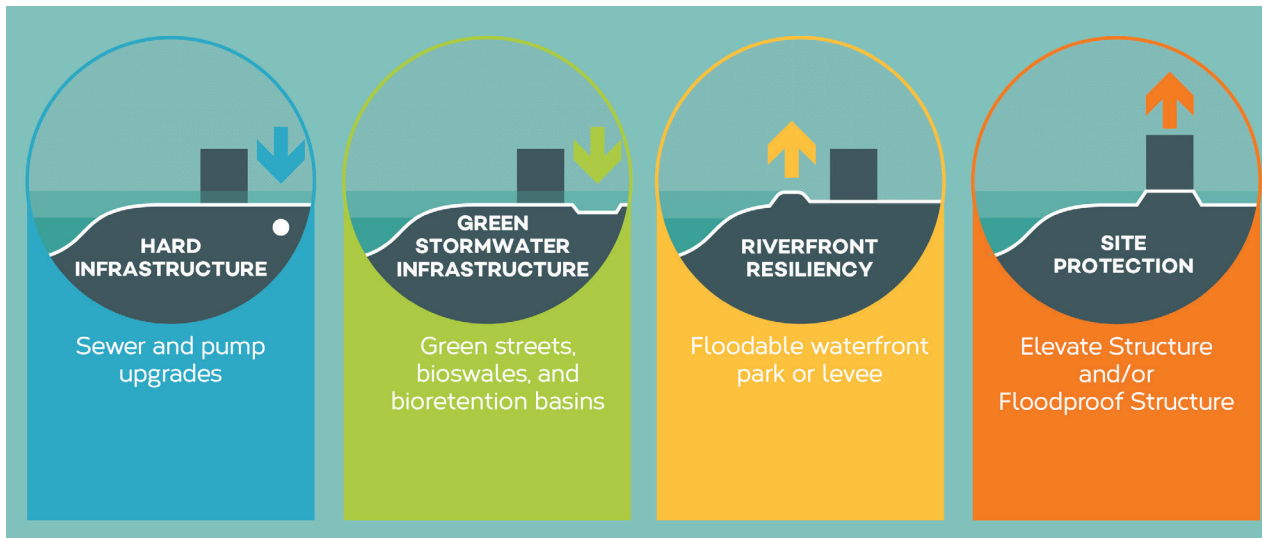 HARD
INFRASTRUCTURE
Sewer and pump
upgrades
GREEN
STORMWATER
INFRASTRUCTURE
Green streets,
bioswales, and
bioretention basins
RIVERFRONT
RESILIENCY
Floodable waterfront
park or levee
SITE
PROTECTION
Elevate Structure
and/or
Floodproof Structure